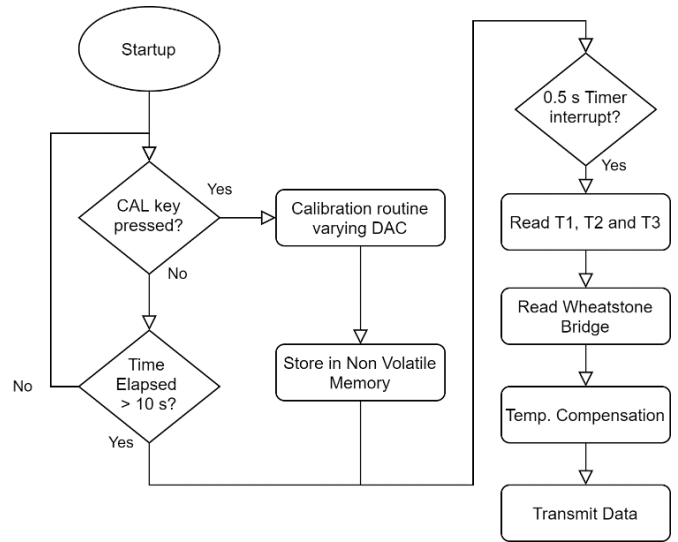 Startup
CAL key
pressed?
Yes
No
Calibration routine
varying DAC
Store in Non Volatile
Memory
Time
Elapsed
> 10 s?
No
Yes
0.5 s Timer
interrupt?
Yes
Read T1, T2 and T3
Read Wheatstone
Bridge
Temp. Compensation
Transmit Data